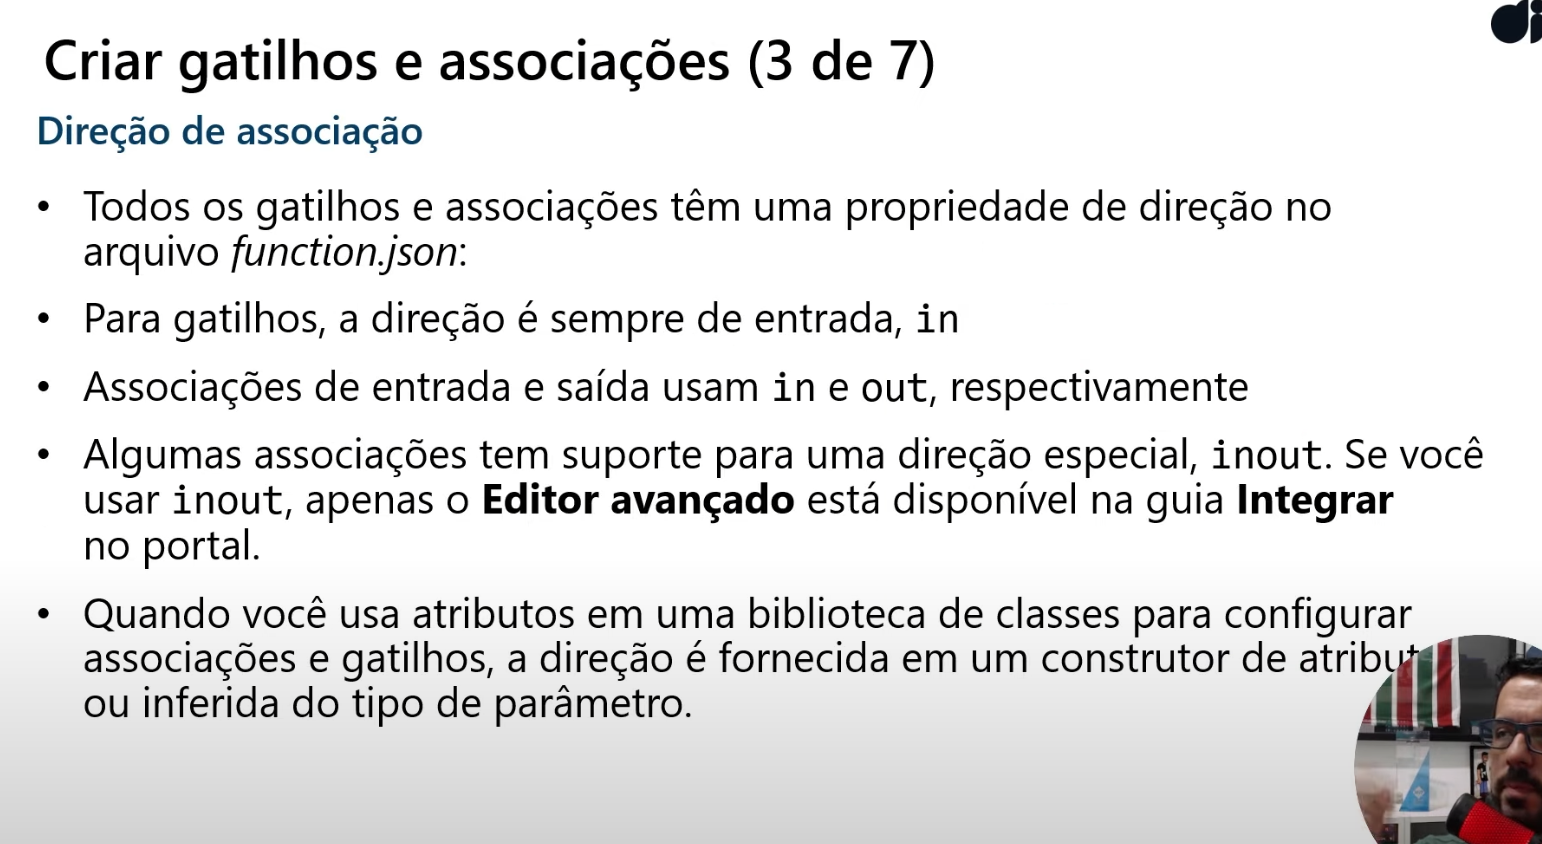 Criar gatilhos e associações (3 de 7)
Direção de associação
• Todos os gatilhos e associações têm uma propriedade de direção no
arquivo function.json:
• Para gatilhos, a direção é sempre de entrada, in
• Associações de entrada e saída usam in e out, respectivamente
• Algumas associações tem suporte para uma direção especial, inout. Se você
usar inout, apenas o Editor avançado está disponível na guia Integrar
no portal.
• Quando você usa atributos em uma biblioteca de classes para configurar
associações e gatilhos, a direção é fornecida em um construtor de
ou inferida do tipo de parâmetro.